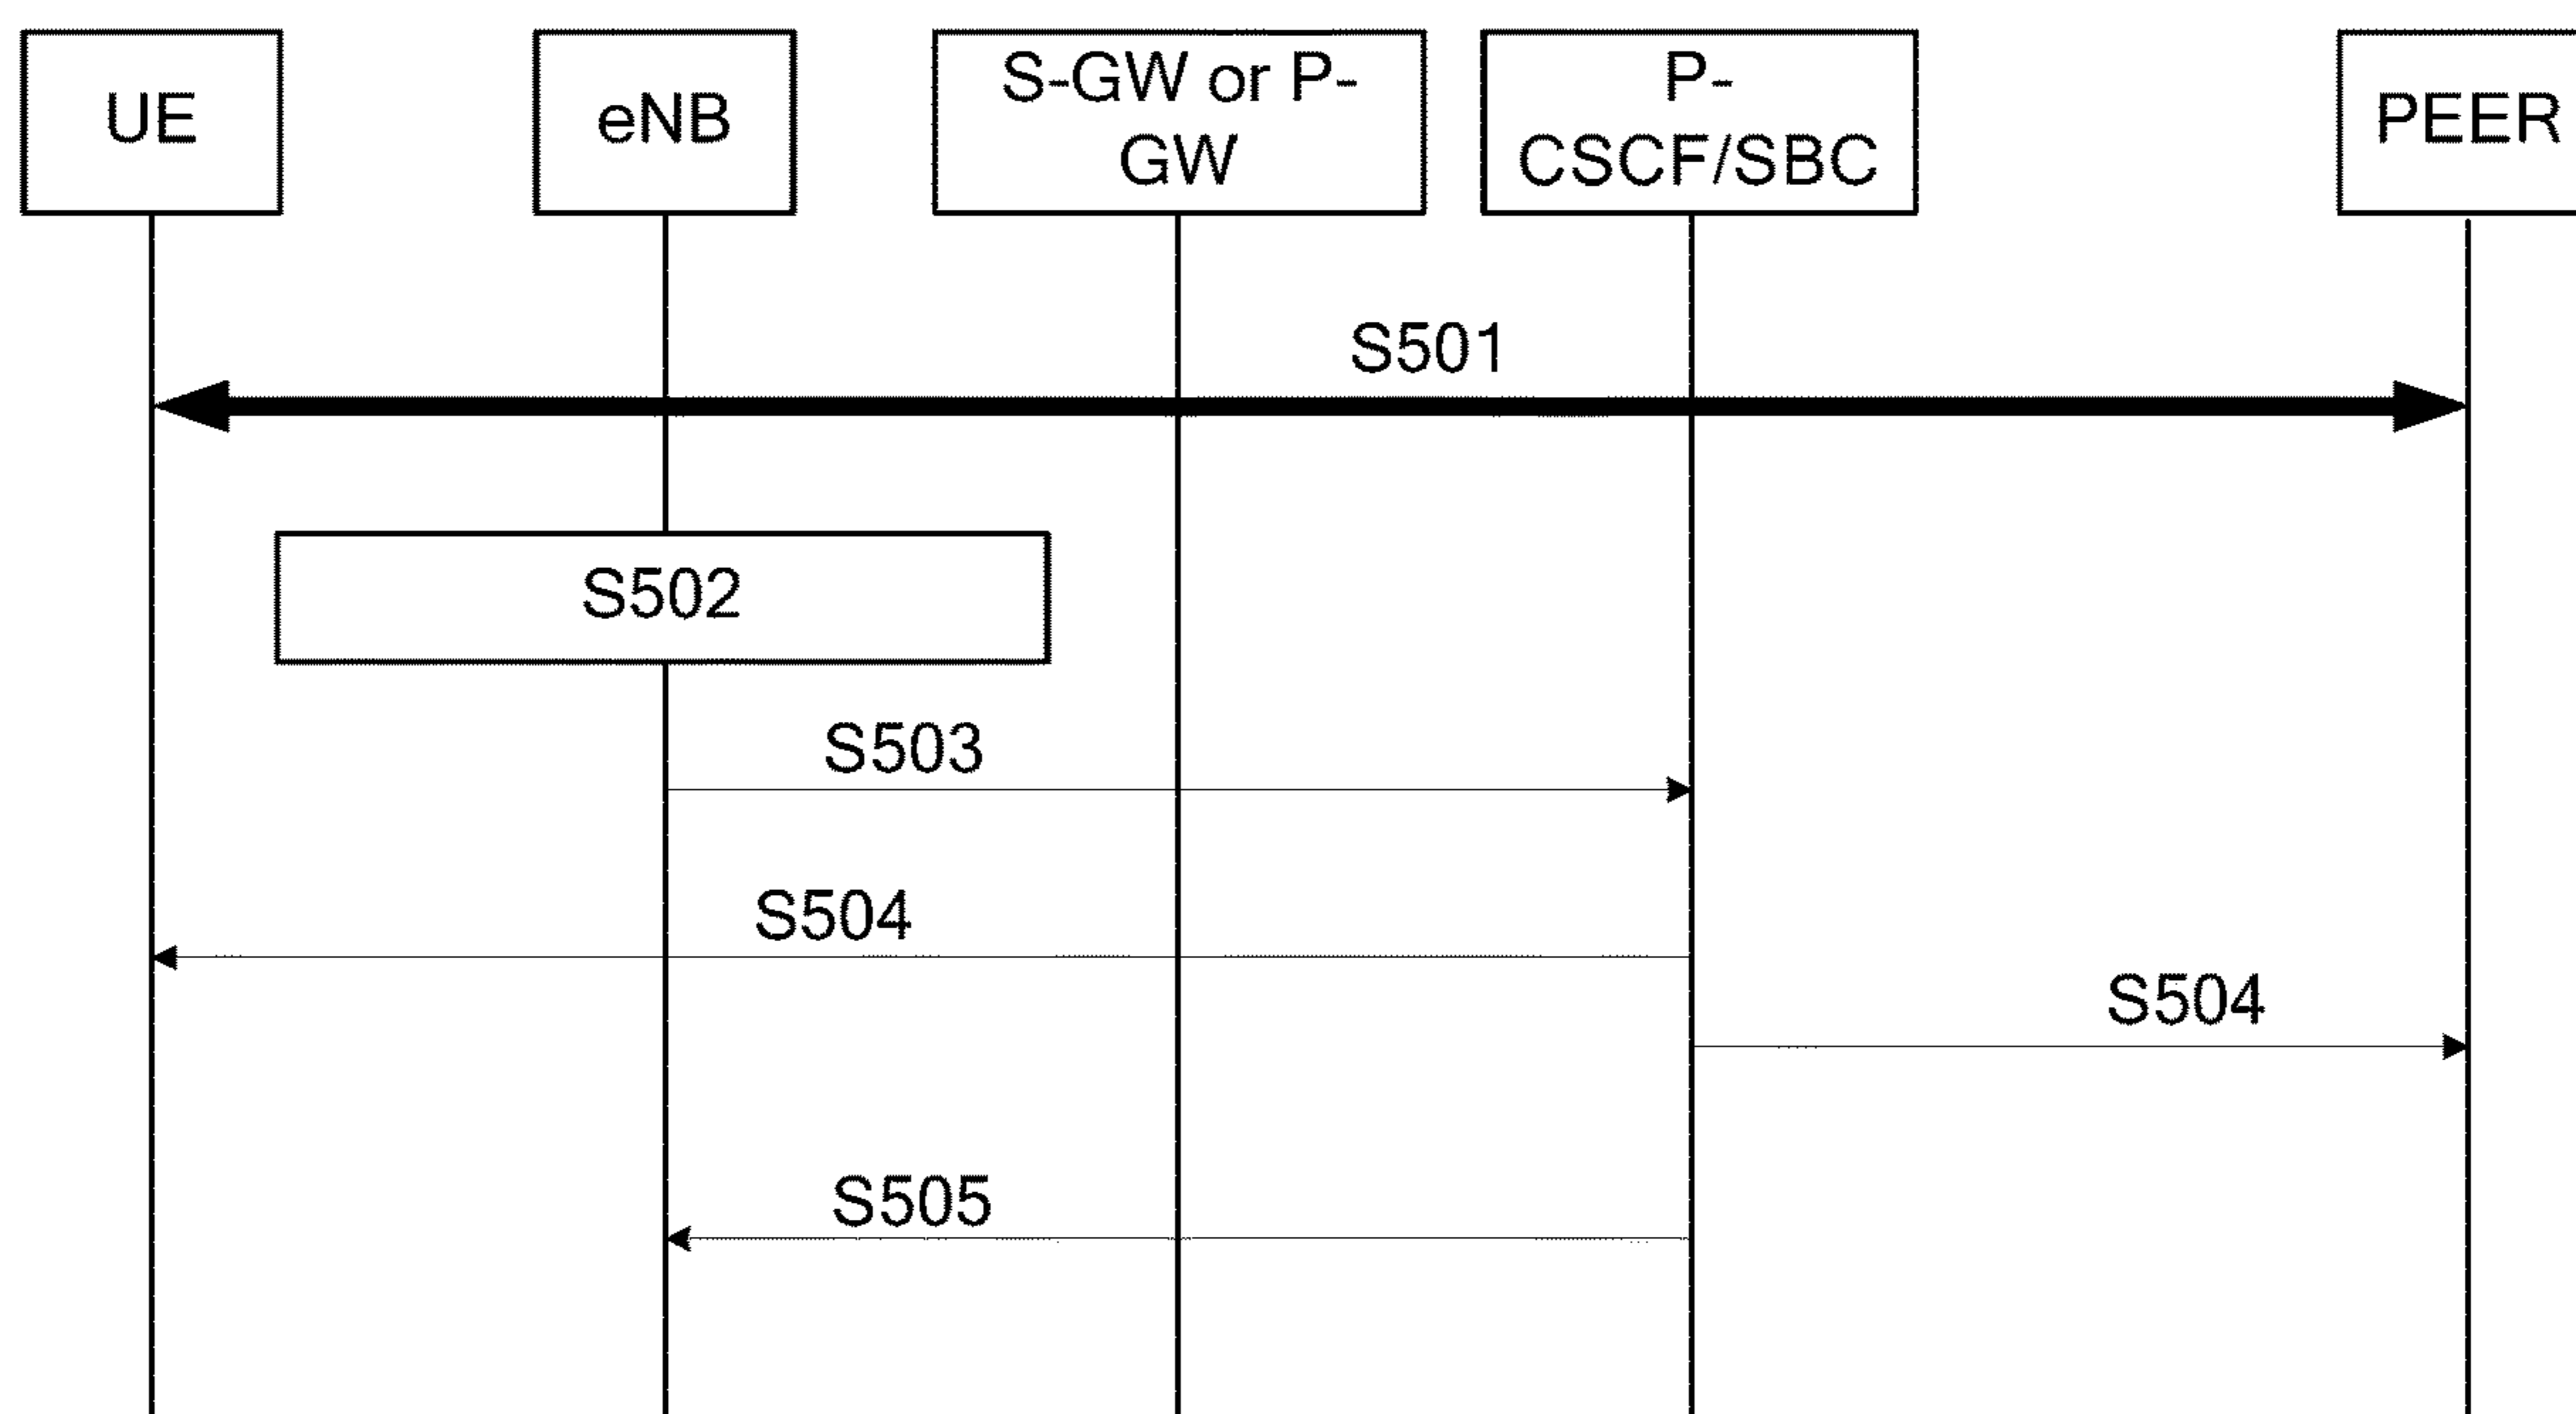 UE
eNB
S-GW or P-
GW
P-
CSCF/SBC
PEER
S501
S502
S503
S504
S504
S505